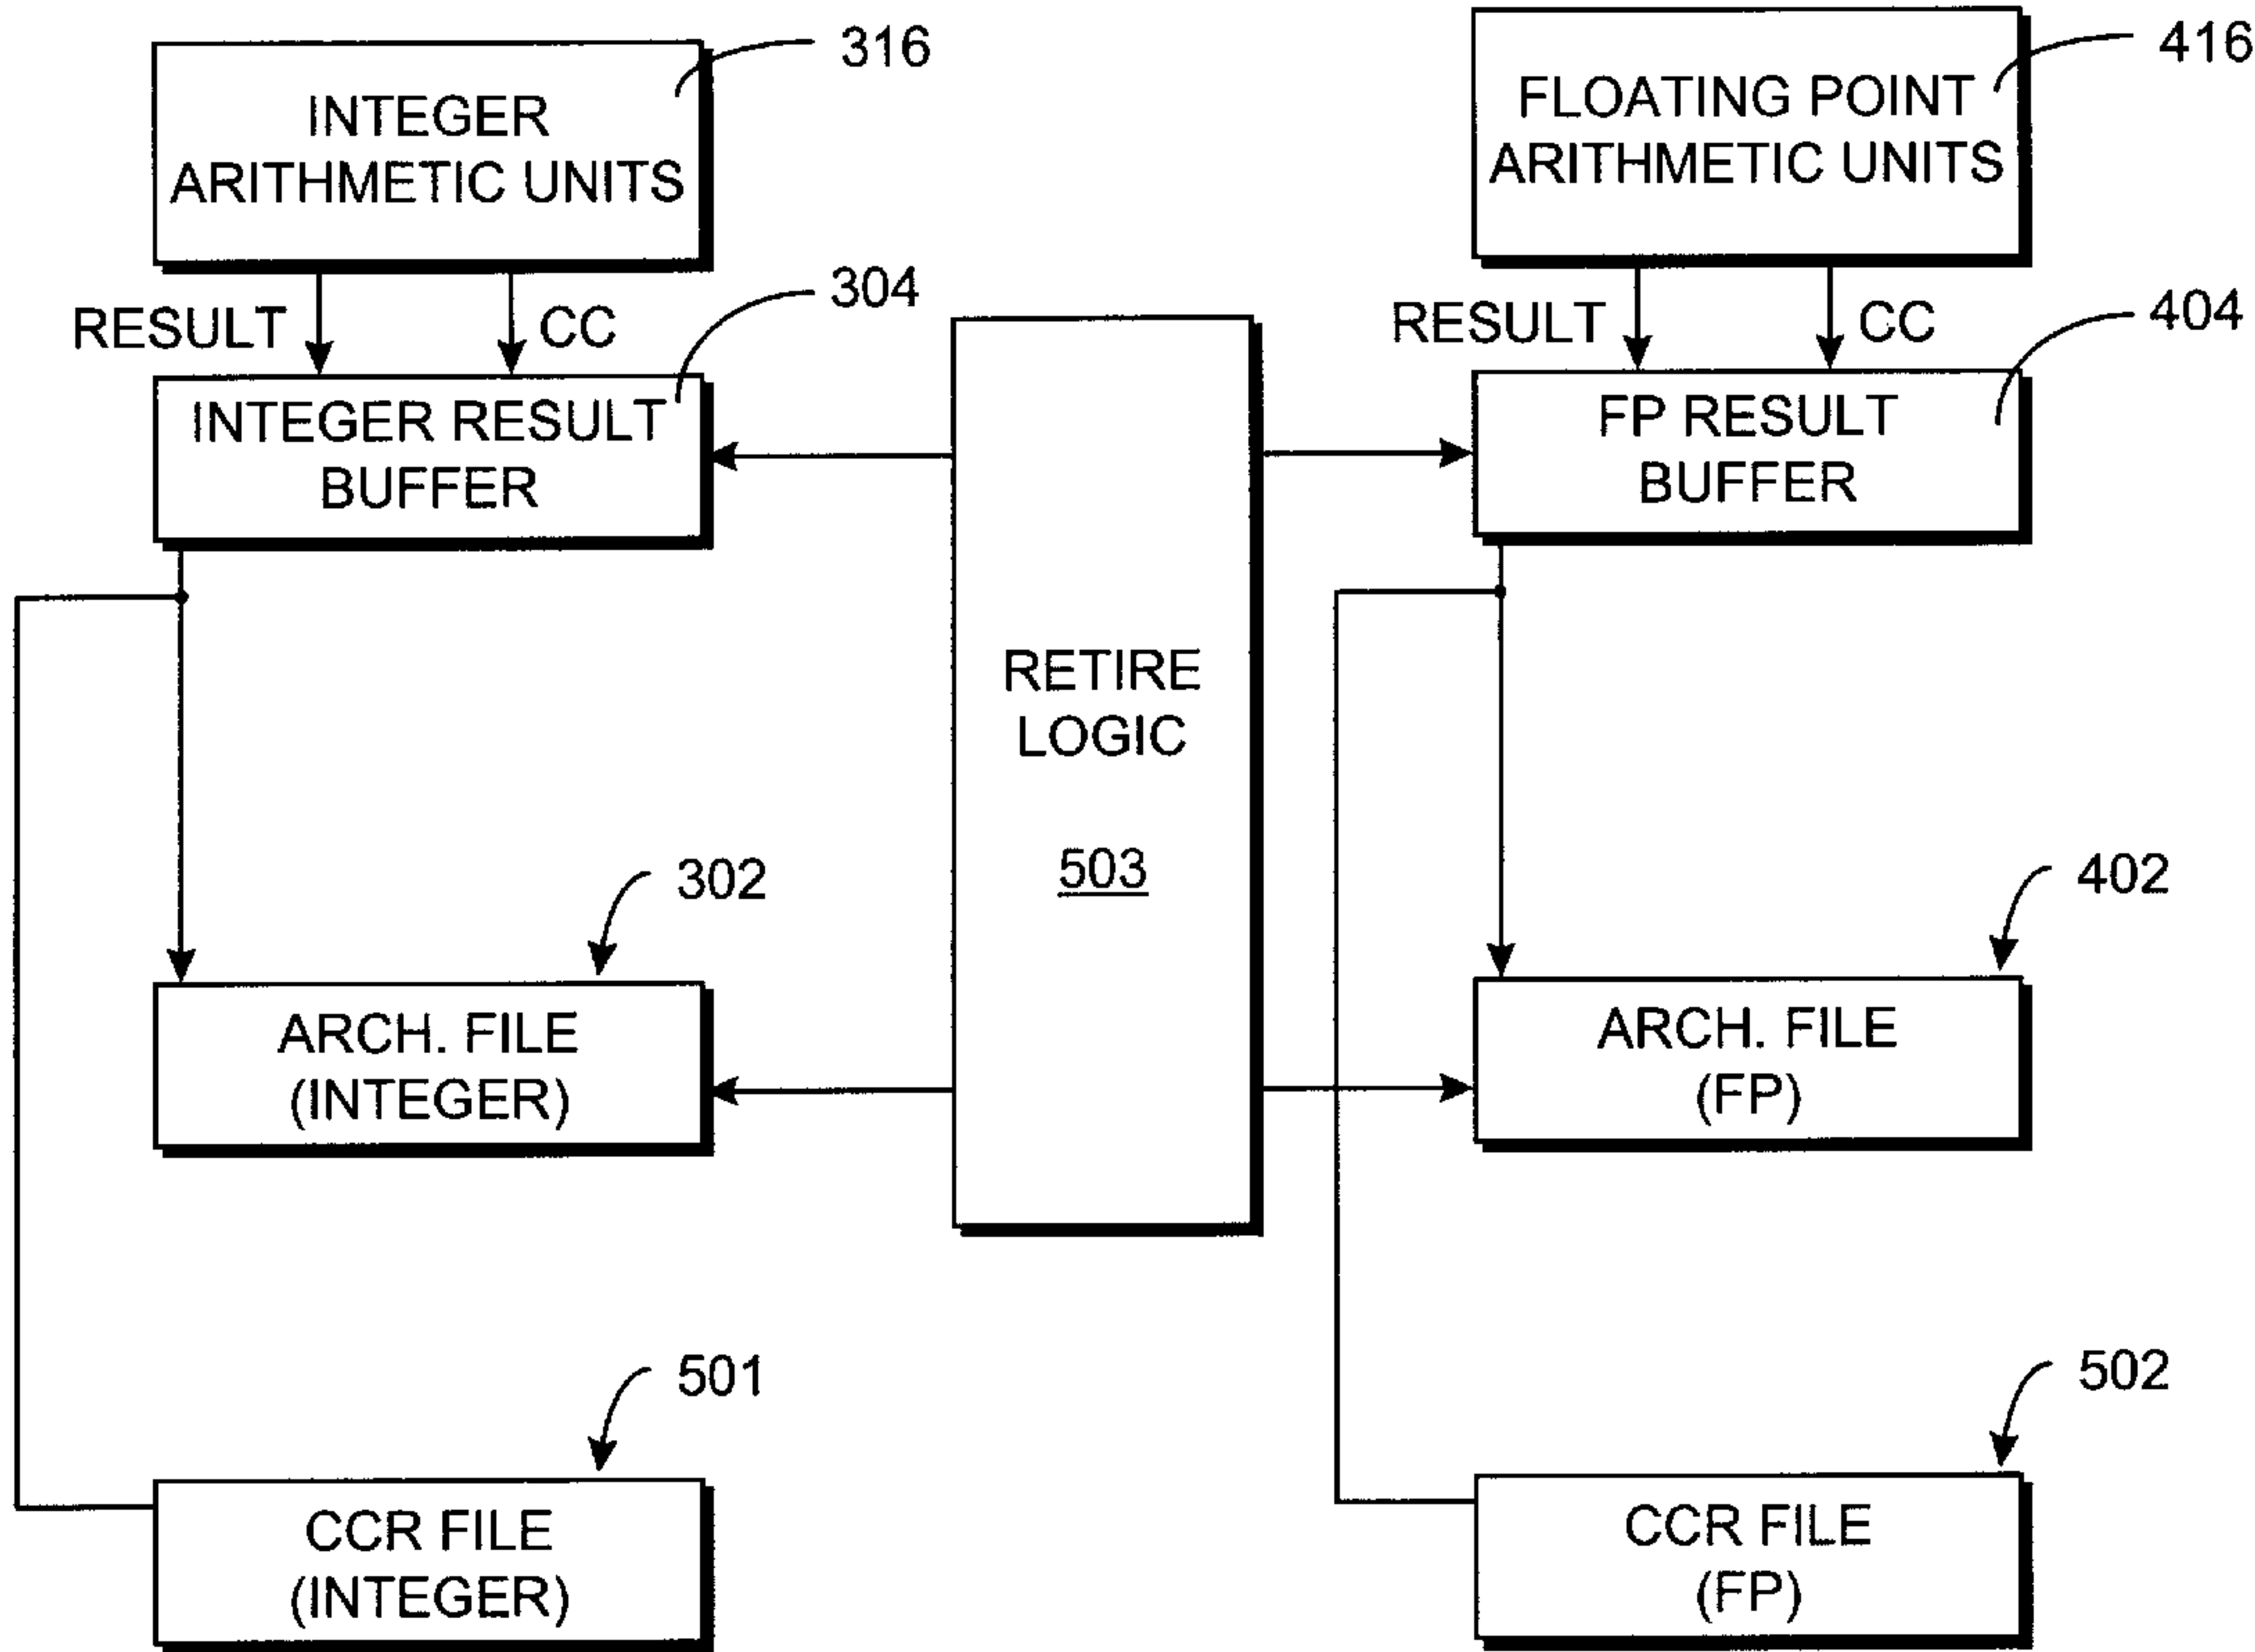 316
INTEGER
ARITHMETIC UNITS
416
FLOATING POINT
ARITHMETIC UNITS
RESULT
CC
304
RESULT
CC
404
INTEGER RESULT
BUFFER
FP RESULT
BUFFER
RETIRE
LOGIC
503
302
ARCH. FILE
(INTEGER)
402
ARCH. FILE
(FP)
501
CCR FILE
(INTEGER)
502
CCR FILE
(FP)